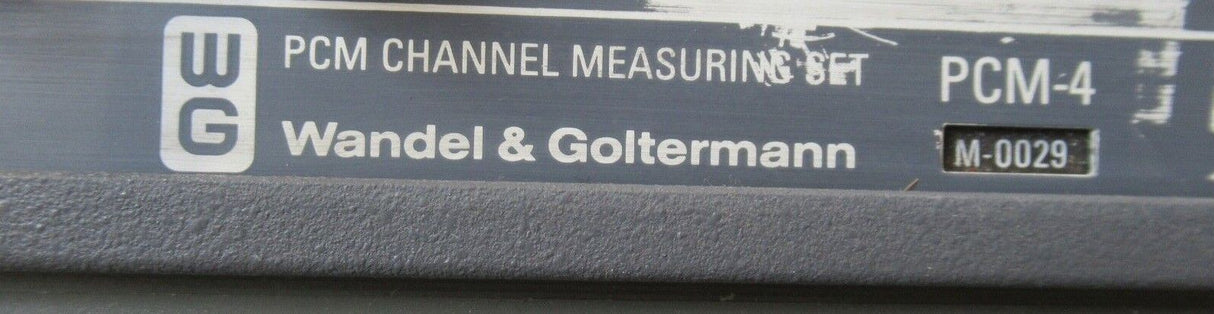 WG
PCM CHANNEL MEASURING SET
PCM-4
Wandel & Goltermann
M-0029